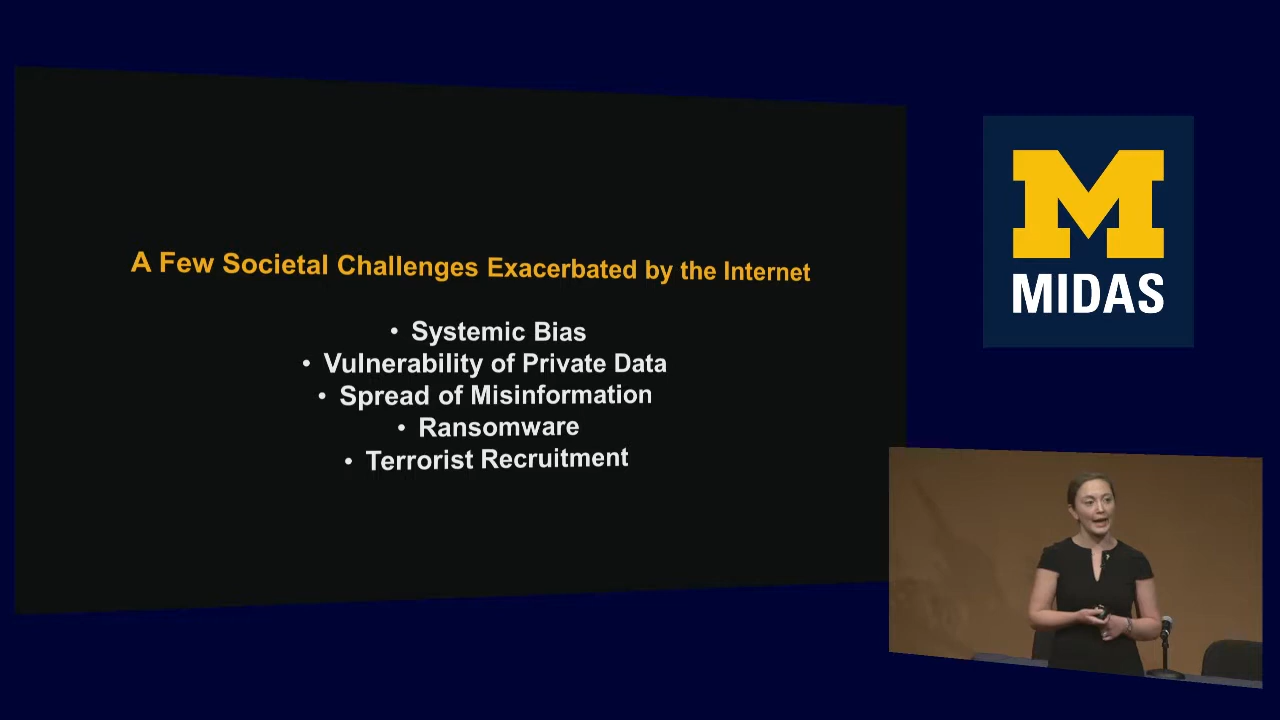 A Few Societal Challenges Exacerbated by the Internet
• Systemic Bias
• Vulnerability of Private Data
• Spread of Misinformation
• Ransomware
• Terrorist Recruitment
M
MIDAS